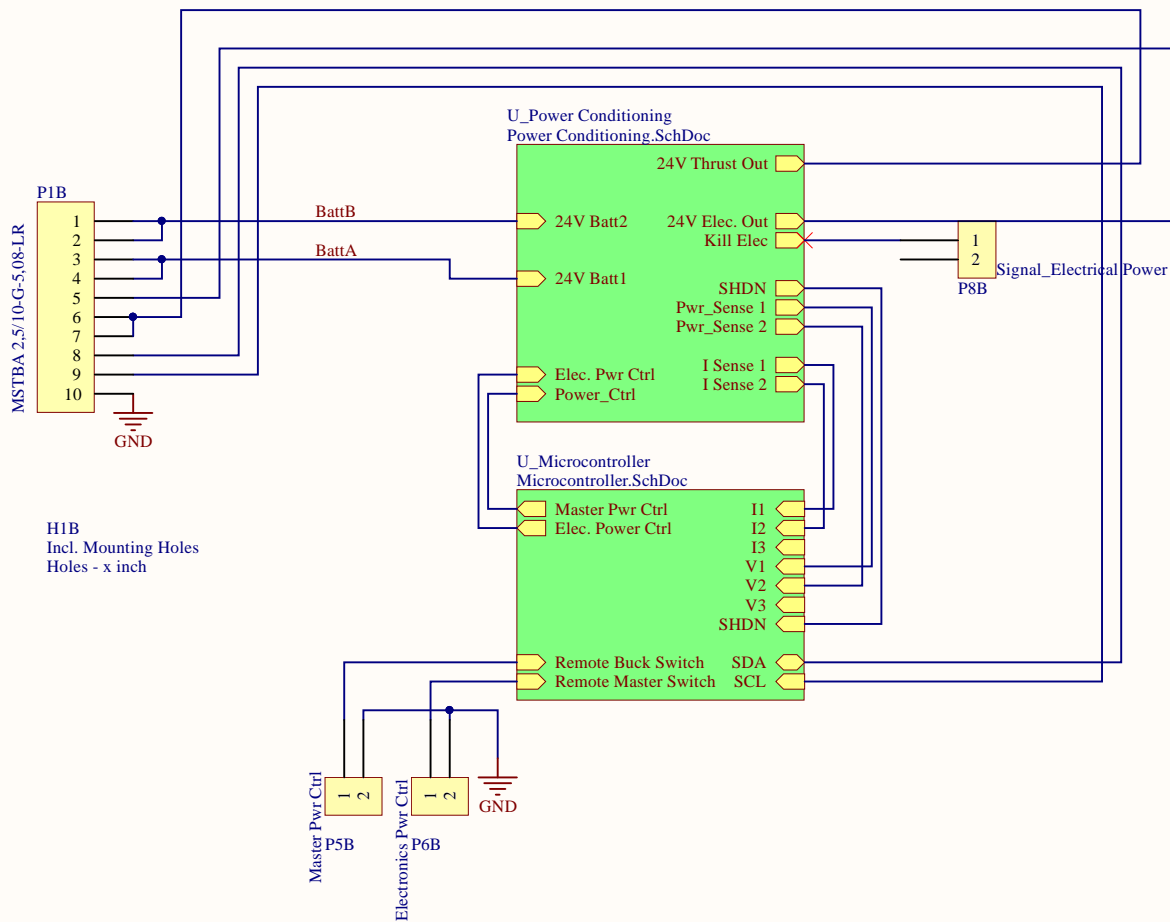 U_Power Conditioning
Power Conditioning.SchDoc
24V Thrust Out
24V Batt2
24V Elec. Out
Kill Elec
24V Batt1
SHDN
Pwr_Sense 1
Pwr_Sense 2
I Sense 1
I Sense 2
Elec. Pwr Ctrl
Power_Ctrl
P1B
MSTBA 2,5/10-G-5,08-LR
1
2
3
4
5
6
7
8
9
10
BattB
BattA
GND
1
2
Signal_Electrical Power
P8B
H1B
Incl. Mounting Holes
Holes - x inch
U_Microcontroller
Microcontroller.SchDoc
Master Pwr Ctrl
Elec. Power Ctrl
I1
I2
I3
V1
V2
V3
SHDN
Remote Buck Switch
Remote Master Switch
SDA
SCL
Master Pwr Ctrl
1
2
P5B
Electronics Pwr Ctrl
1
2
P6B
GND